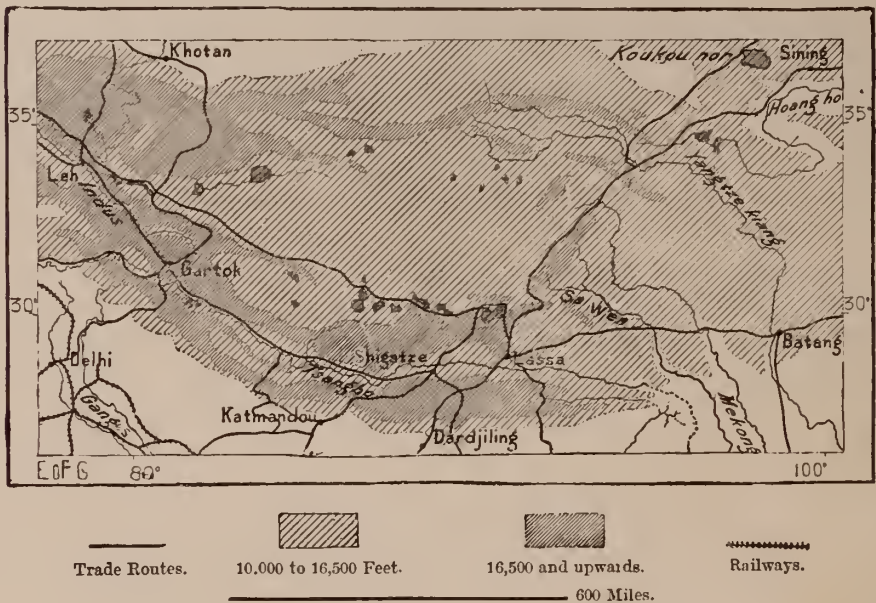 Khotan
Koukou nor
Sining
35°
Hoang ho
35°
Leh
Indus
Yangtze kiang
Gartok
30°
Sa Wen
30°
Delhi
Shigatze
Lassa
Batang
Tsangbo
Ganges
Katmandou
Mekong
Dardjiling
E of G
80°
100°
Trade Routes.
10,000 to 16,500 Feet.
16,500 and upwards.
Railways.
600 Miles.